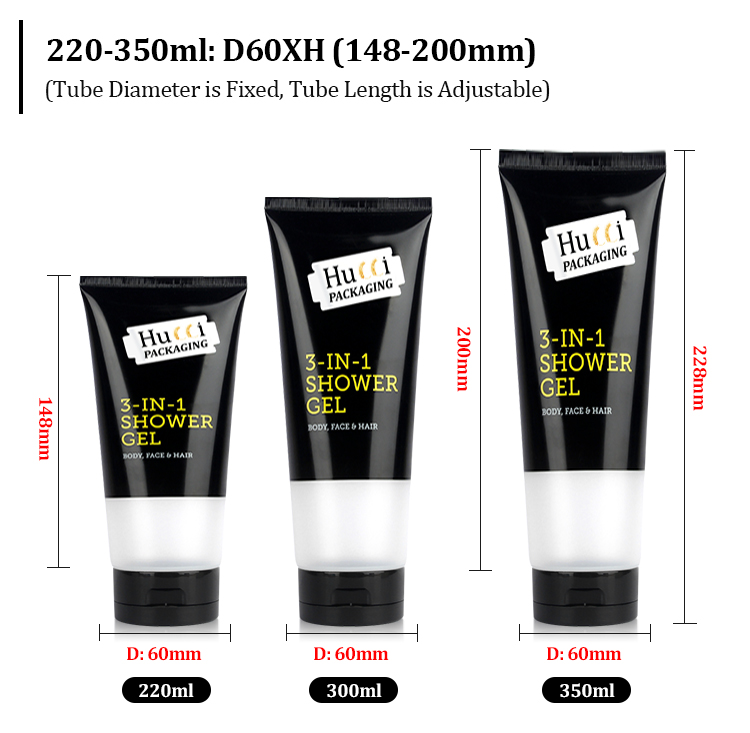 220-350ml: D60XH (148-200mm)
(Tube Diameter is Fixed, Tube Length is Adjustable)
148mm
Hucci
PACKAGING
3-IN-1
SHOWER
GEL
BODY, FACE & HAIR
D: 60mm
220ml
Hucci
PACKAGING
3-IN-1
SHOWER
GEL
BODY, FACE & HAIR
D: 60mm
300ml
200mm
Hucci
PACKAGING
3-IN-1
SHOWER
GEL
BODY, FACE & HAIR
228mm
D: 60mm
350ml